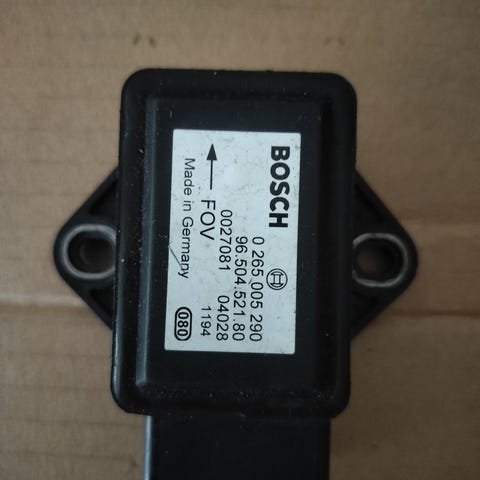 BOSCH
0 265 005 290
96.504.521.80
0027081 04028
FOV 1194
Made in Germany 080